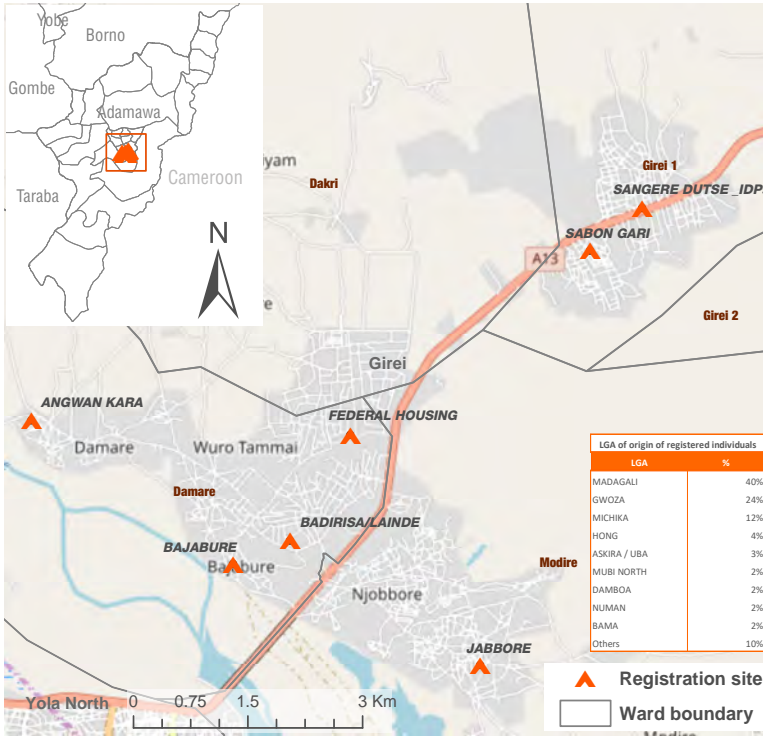 Yobe
Borno
Gombe
Adamawa
Cameroon
Taraba
N
iyam
Dakri
Girei 1
SANGERE DUTSE _IDP
SABON GARI
A13
re
Girei 2
Girei
ANGWAN KARA
FEDERAL HOUSING
Damare
Wuro Tammai
Damare
BADIRISA/LAINDE
BAJABURE
Bajabure
Modire
Njobbore
JABBORE
LGA of origin of registered individuals
LGA %
MADAGALI 40%
GWOZA 24%
MICHIKA 12%
HONG 4%
ASKIRA / UBA 3%
MUBI NORTH 2%
DAMBOA 2%
NUMAN 2%
BAMA 2%
Others 10%
Registration site
Ward boundary
Yola North
0 0.75 1.5 3 Km
Modire